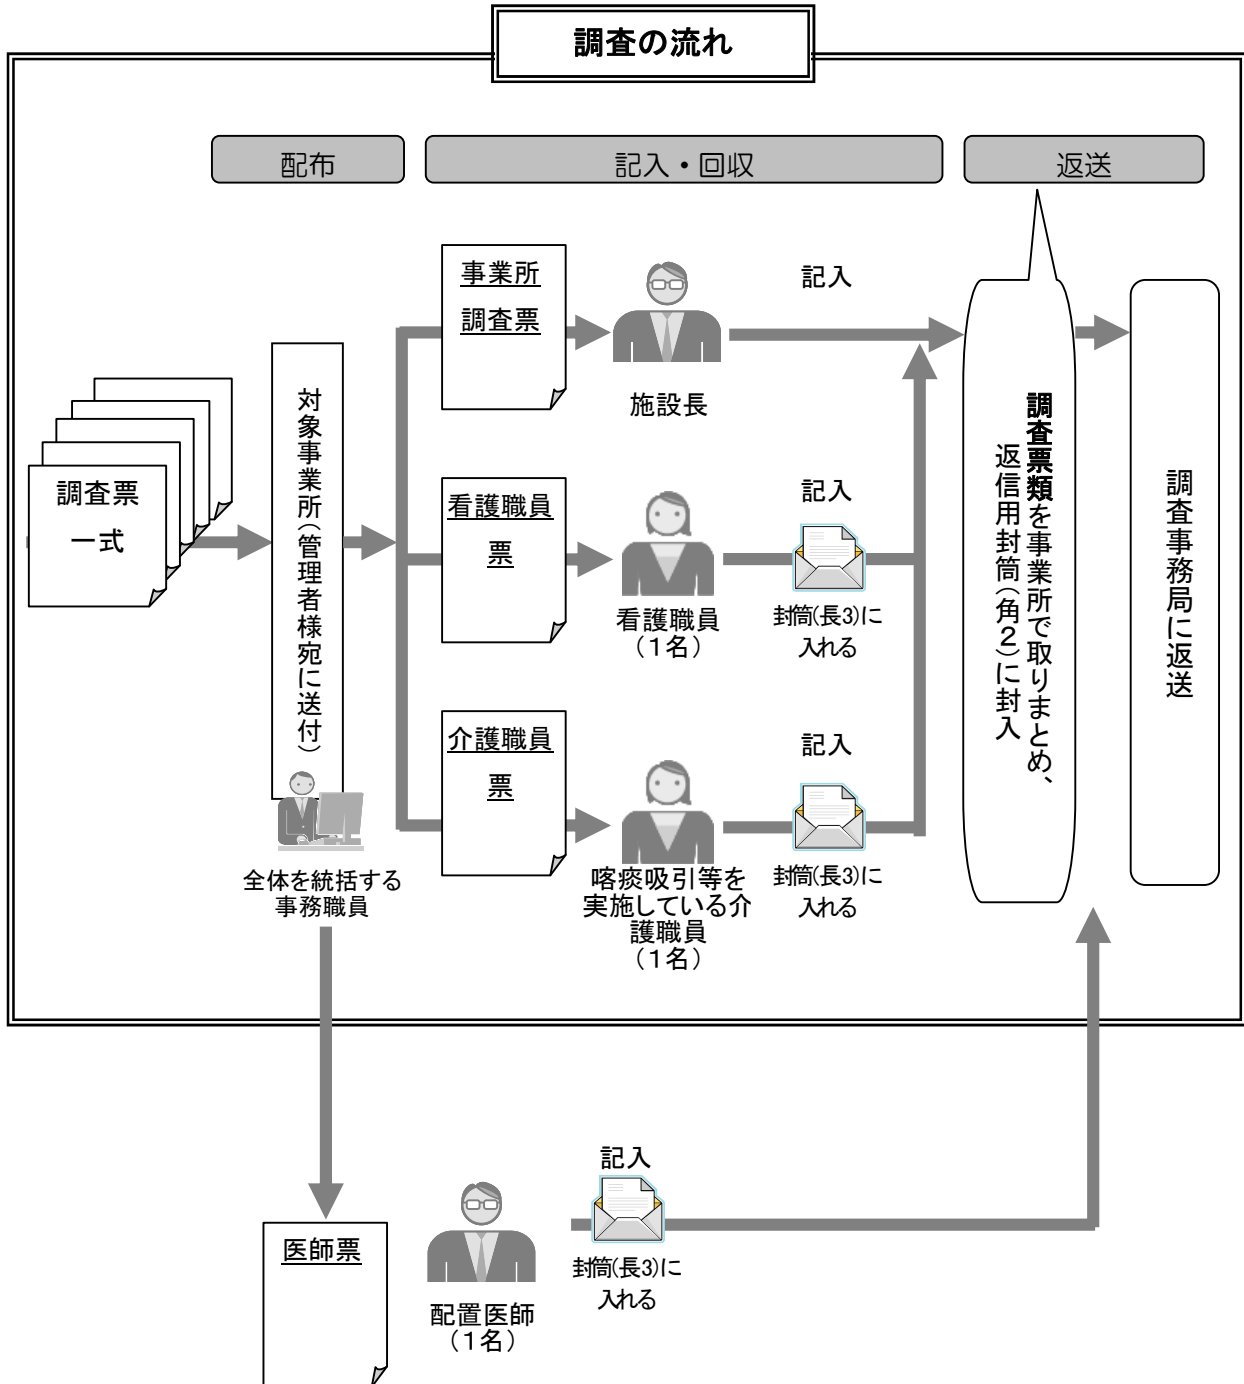 調査の流れ
配布
記入・回収
返送
調査票
一式
対象事業所(管理者様宛に送付)
全体を統括する
事務職員
事業所
調査票
施設長
記入
看護職員
票
看護職員
(1名)
記入
封筒(長3)に
入れる
介護職員
票
喀痰吸引等を
実施している介
護職員
(1名)
記入
封筒(長3)に
入れる
調査票類を事業所で取りまとめ、
返信用封筒(角2)に封入
調査事務局に返送
医師票
配置医師
(1名)
記入
封筒(長3)に
入れる